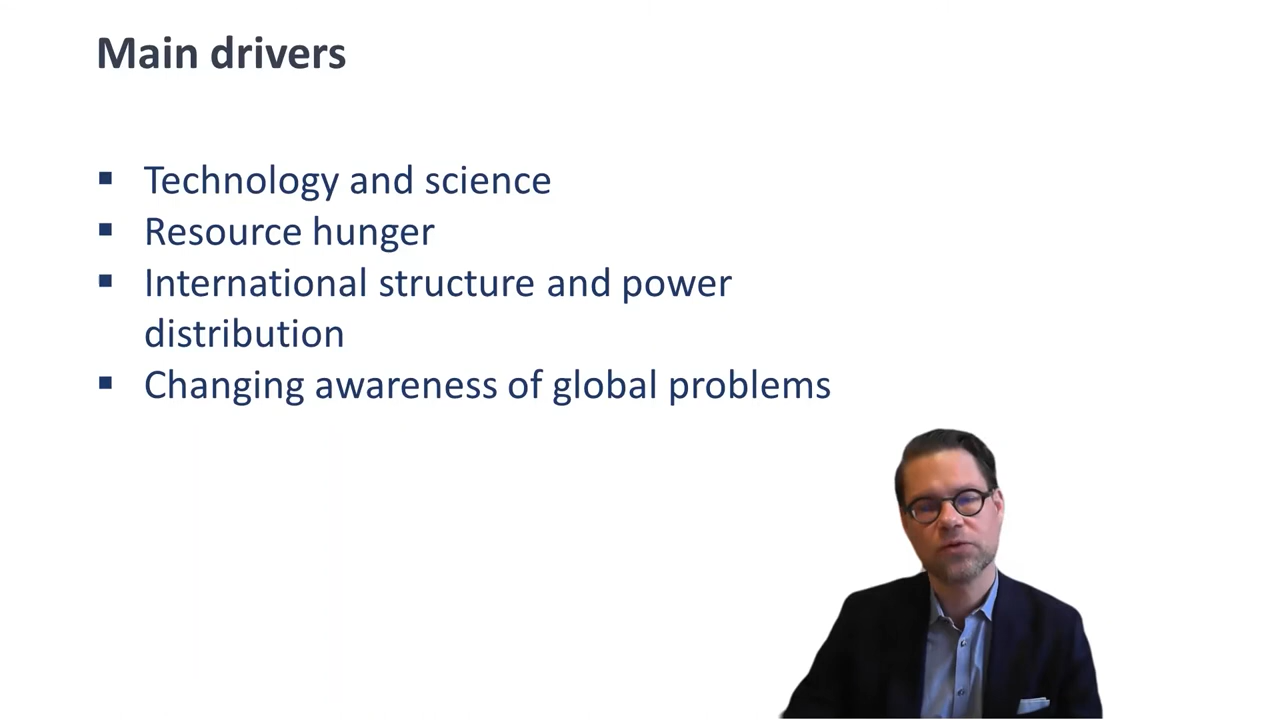 Main drivers
▪ Technology and science
▪ Resource hunger
▪ International structure and power
distribution
▪ Changing awareness of global problems